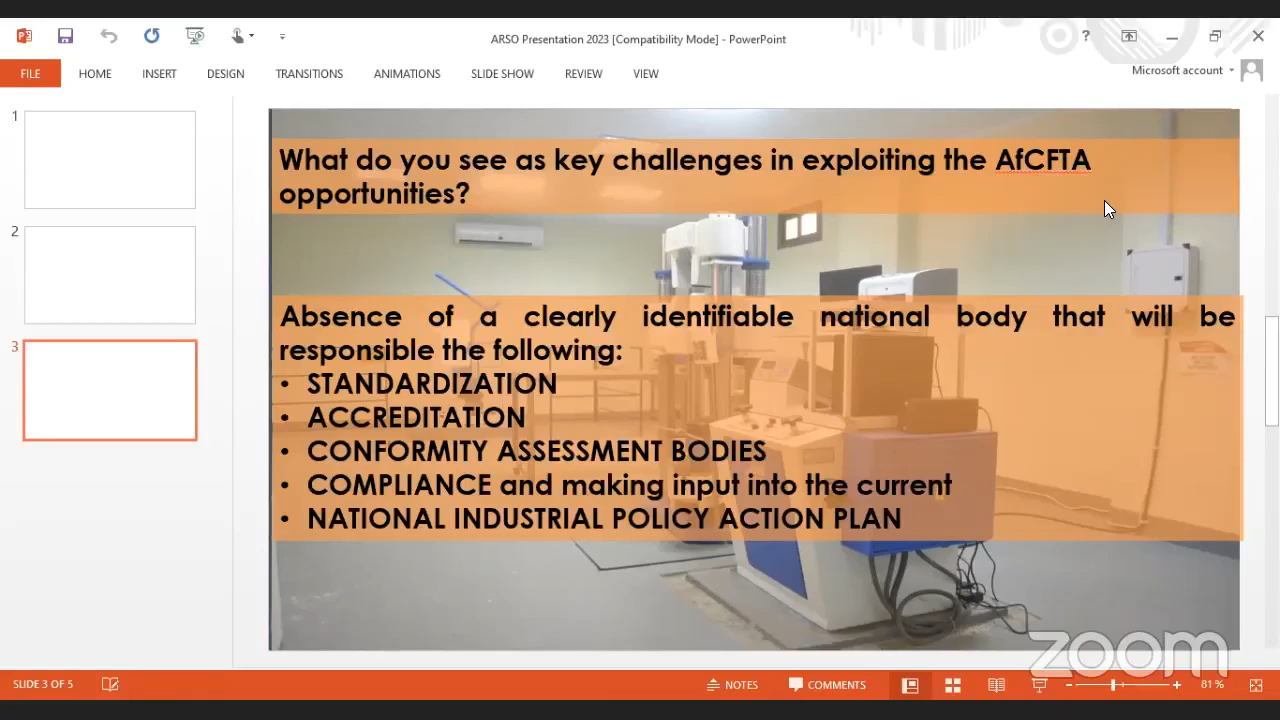 ARSO Presentation 2023 [Compatibility Mode] - PowerPoint
?
FILE HOME INSERT DESIGN TRANSITIONS ANIMATIONS SLIDE SHOW REVIEW VIEW
Microsoft account
1
2
3
What do you see as key challenges in exploiting the AfCFTA
opportunities?
Absence of a clearly identifiable national body that will be
responsible the following:
• STANDARDIZATION
• ACCREDITATION
• CONFORMITY ASSESSMENT BODIES
• COMPLIANCE and making input into the current
• NATIONAL INDUSTRIAL POLICY ACTION PLAN
zoom
SLIDE 3 OF 5 NOTES COMMENTS 81%